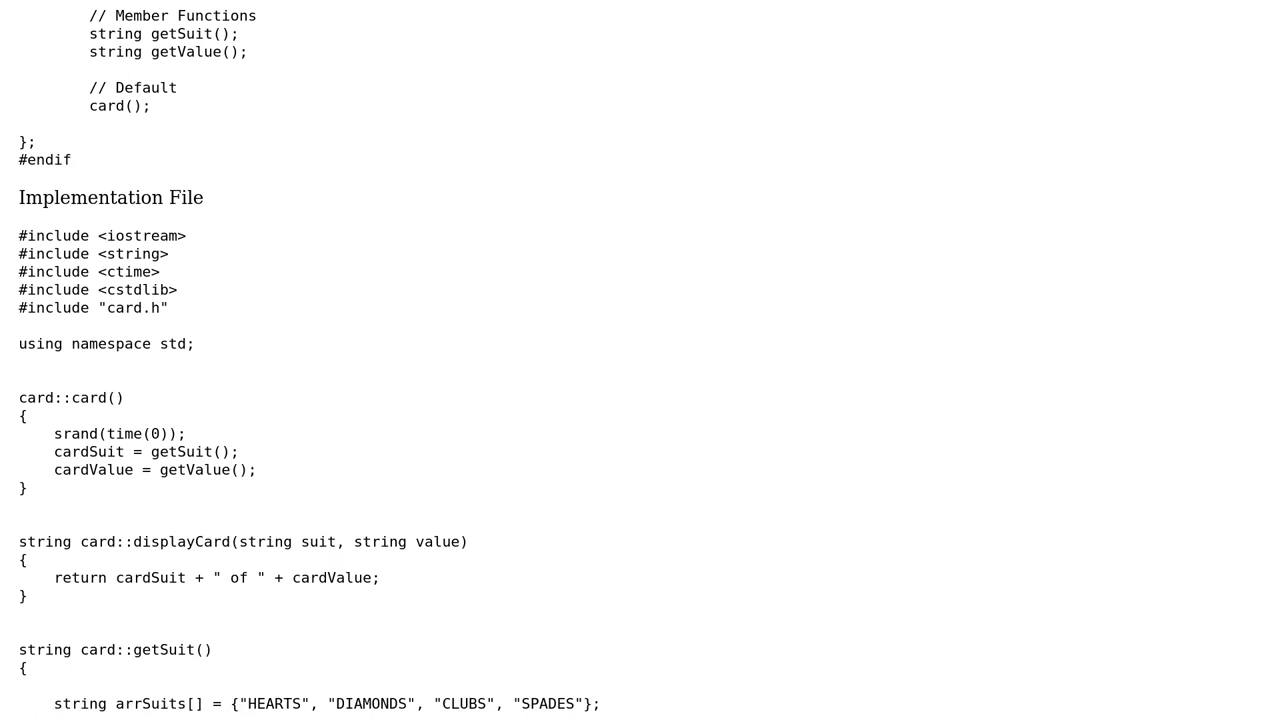 // Member Functions
string getSuit();
string getValue();
// Default
card();
};
#endif
Implementation File
#include <iostream>
#include <string>
#include <ctime>
#include <cstdlib>
#include "card.h"
using namespace std;
card::card()
{
srand(time(0));
cardSuit = getSuit();
cardValue = getValue();
}
string card::displayCard(string suit, string value)
{
return cardSuit + " of " + cardValue;
}
string card::getSuit()
{
string arrSuits[] = {"HEARTS", "DIAMONDS", "CLUBS", "SPADES"};